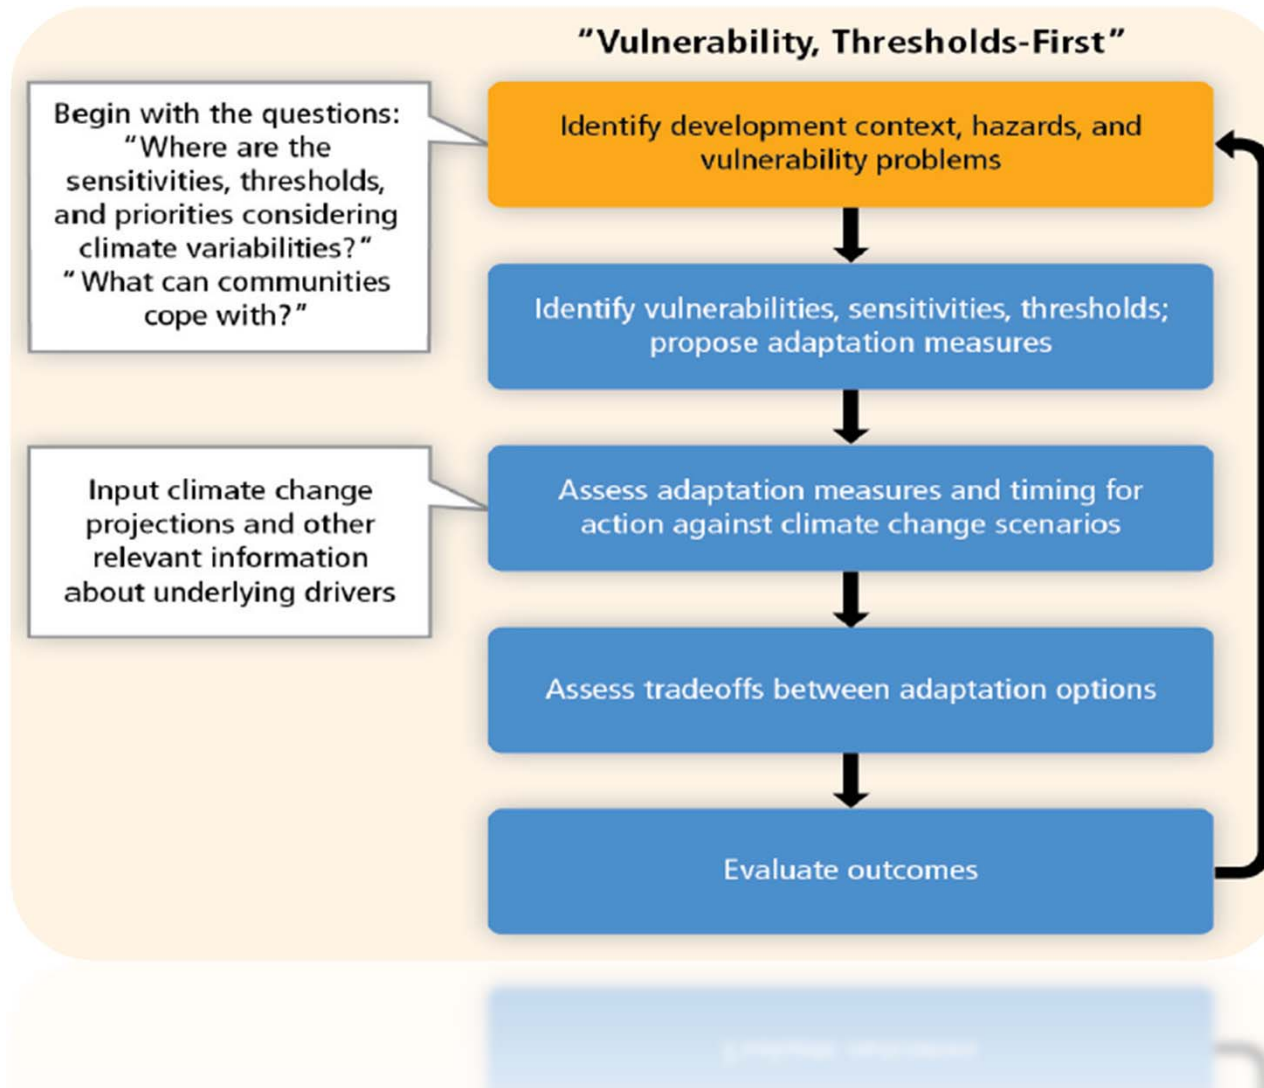 "Vulnerability, Thresholds-First"
Begin with the questions:
"Where are the
sensitivities, thresholds,
and priorities considering
climate variabilities?"
"What can communities
cope with?"
Identify development context, hazards, and
vulnerability problems
Identify vulnerabilities, sensitivities, thresholds;
propose adaptation measures
Input climate change
projections and other
relevant information
about underlying drivers
Assess adaptation measures and timing for
action against climate change scenarios
Assess tradeoffs between adaptation options
Evaluate outcomes